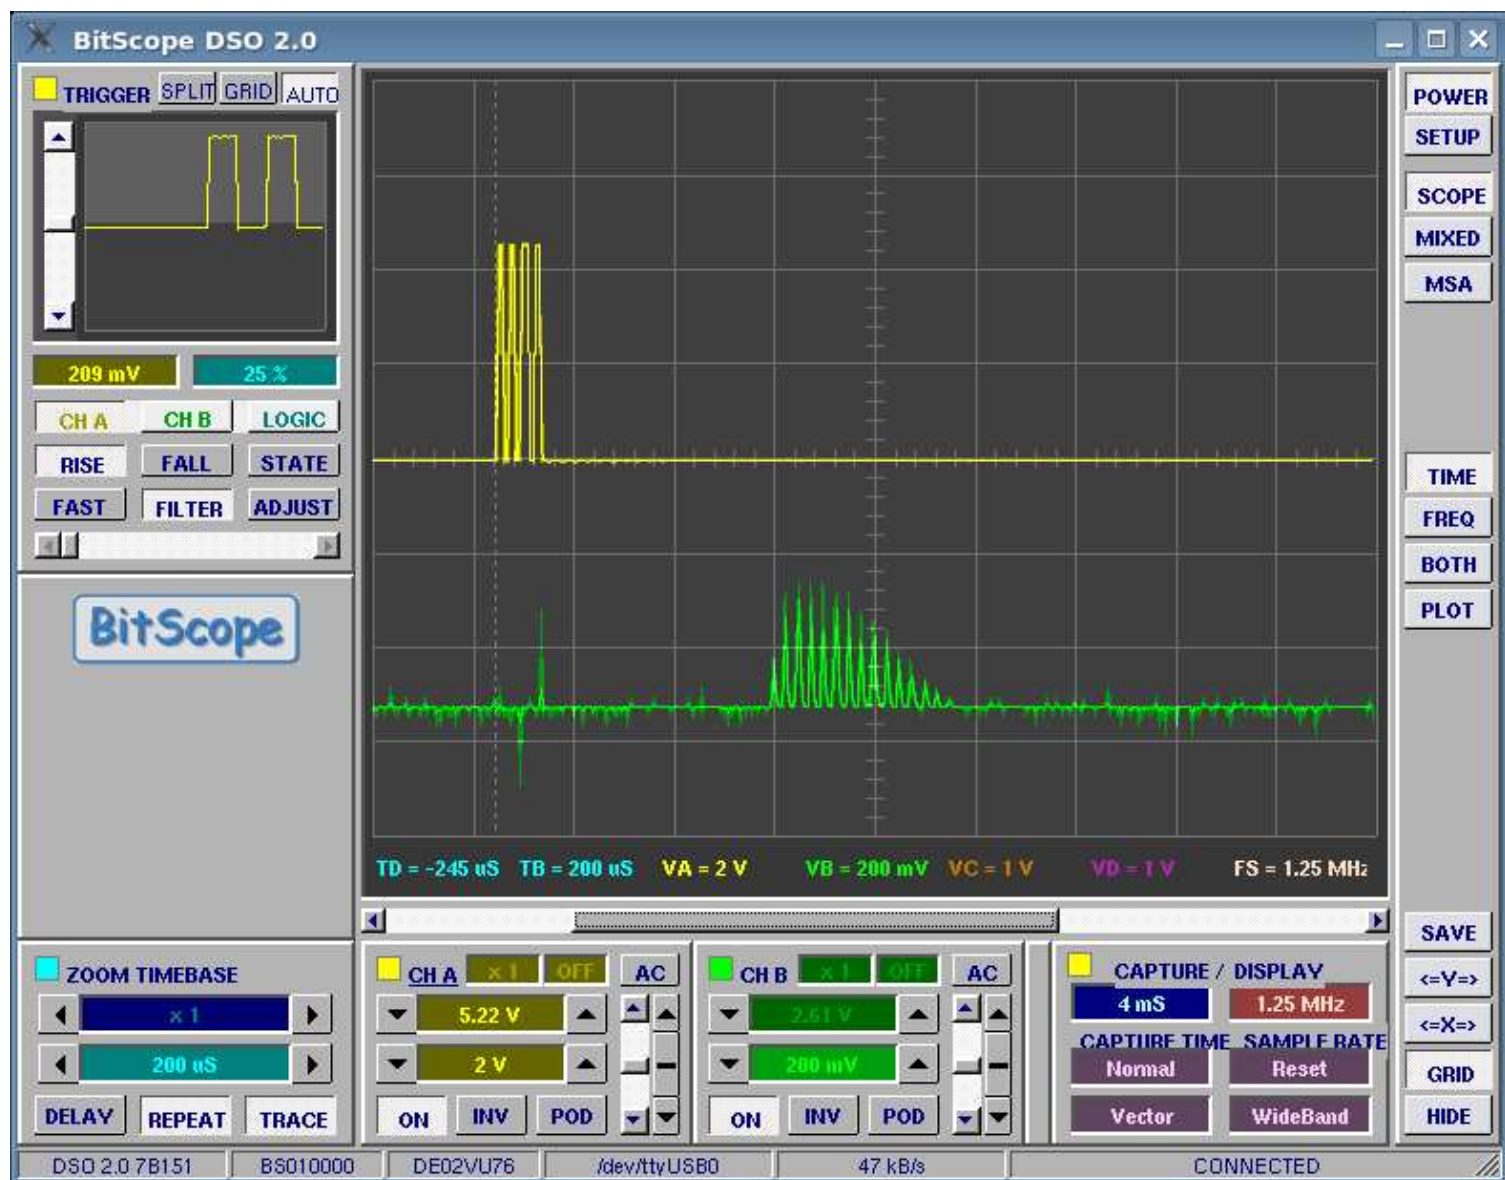 BitScope DSO 2.0
TRIGGER SPLIT GRID AUTO
209 mV 25 %
CH A CH B LOGIC
RISE FALL STATE
FAST FILTER ADJUST
BitScope
TD = -245 uS TB = 200 uS VA = 2 V VB = 200 mV VC = 1 V VD = 1 V FS = 1.25 MHz
POWER
SETUP
SCOPE
MIXED
MSA
TIME
FREQ
BOTH
PLOT
SAVE
<=Y=>
<=X=>
GRID
HIDE
ZOOM TIMEBASE
x 1
200 uS
DELAY REPEAT TRACE
CH A x 1 OFF AC
5.22 V
2 V
ON INV POD
CH B x 1 OFF AC
2.61 V
200 mV
ON INV POD
CAPTURE / DISPLAY
4 mS 1.25 MHz
CAPTURE TIME SAMPLE RATE
Normal Reset
Vector WideBand
DSO 2.0 7B151 BS010000 DE02VU76 /dev/ttyUSB0 47 kB/s CONNECTED